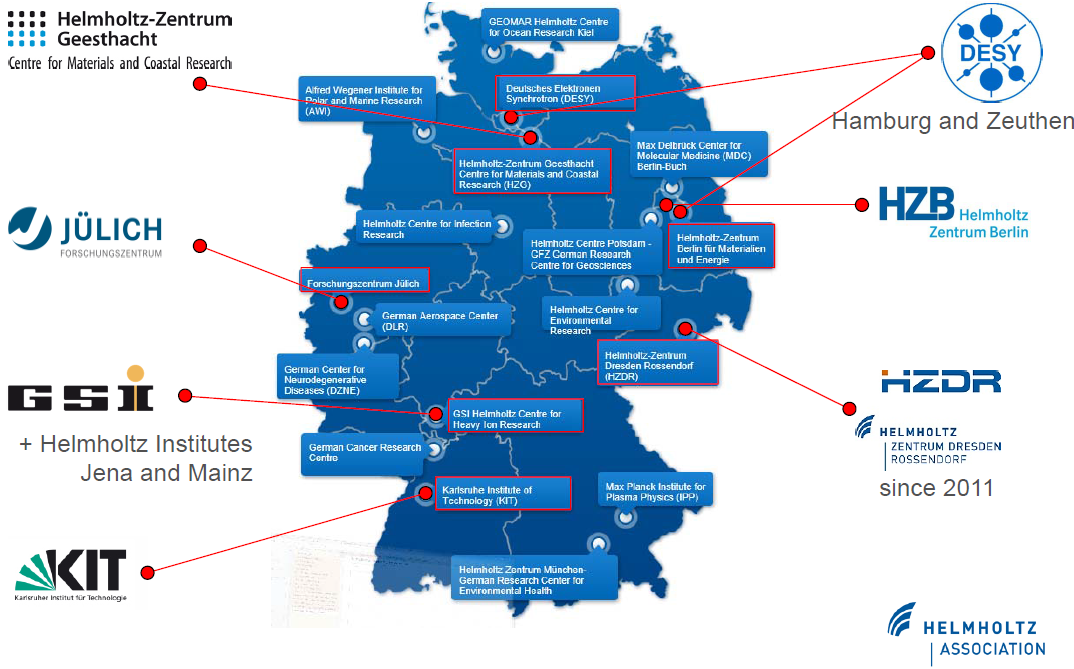 Helmholtz-Zentrum
Geesthacht
Centre for Materials and Coastal Research
GEOMAR Helmholtz Centre
for Ocean Research Kiel
DESY
Hamburg and Zeuthen
Alfred Wegener Institute for
Polar and Marine Research
(AWI)
Deutsches Elektronen
Synchrotron (DESY)
Max Delbrück Center for
Molecular Medicine (MDC)
Berlin-Buch
Helmholtz-Zentrum Geesthacht
Centre for Materials and Coastal
Research (HZG)
JÜLICH
FORSCHUNGSZENTRUM
HZB Helmholtz
Zentrum Berlin
Helmholtz Centre for Infection
Research
Helmholtz Centre Potsdam -
GFZ German Research
Centre for Geosciences
Helmholtz-Zentrum
Berlin für Materialien
und Energie
Forschungszentrum Jülich
German Aerospace Center
(DLR)
Helmholtz Centre for
Environmental
Research
German Center for
Neurodegenerative
Diseases (DZNE)
Helmholtz-Zentrum
Dresden Rossendorf
(HZDR)
GSI
+ Helmholtz Institutes
Jena and Mainz
GSI Helmholtz Centre for
Heavy Ion Research
HZDR
HELMHOLTZ
ZENTRUM DRESDEN
ROSSENDORF
since 2011
German Cancer Research
Centre
Karlsruhe Institute of
Technology (KIT)
Max Planck Institute for
Plasma Physics (IPP)
KIT
Karlsruher Institut für Technologie
Helmholtz Zentrum München-
German Research Center for
Environmental Health
HELMHOLTZ
ASSOCIATION